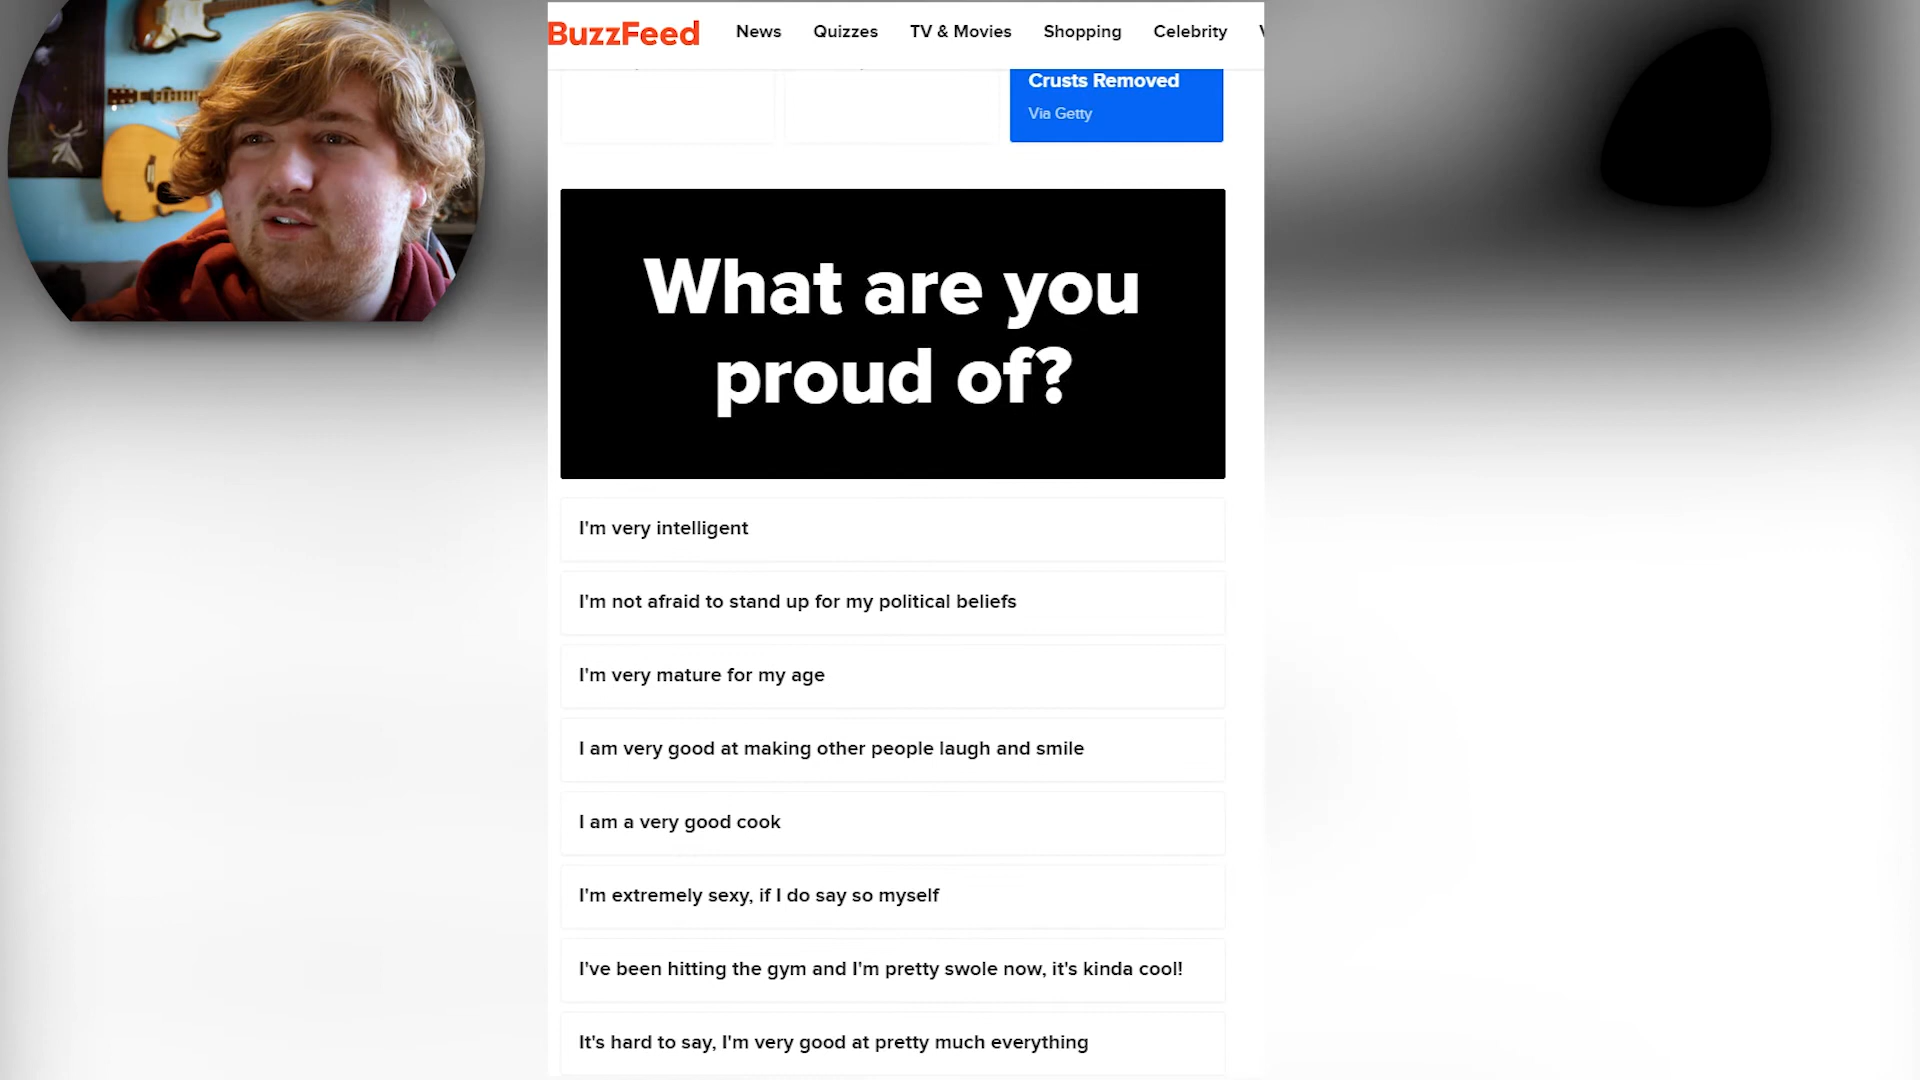 BuzzFeed News Quizzes TV & Movies Shopping Celebrity
Crusts Removed
Via Getty
What are you
proud of?
I'm very intelligent
I'm not afraid to stand up for my political beliefs
I'm very mature for my age
I am very good at making other people laugh and smile
I am a very good cook
I'm extremely sexy, if I do say so myself
I've been hitting the gym and I'm pretty swole now, it's kinda cool!
It's hard to say, I'm very good at pretty much everything